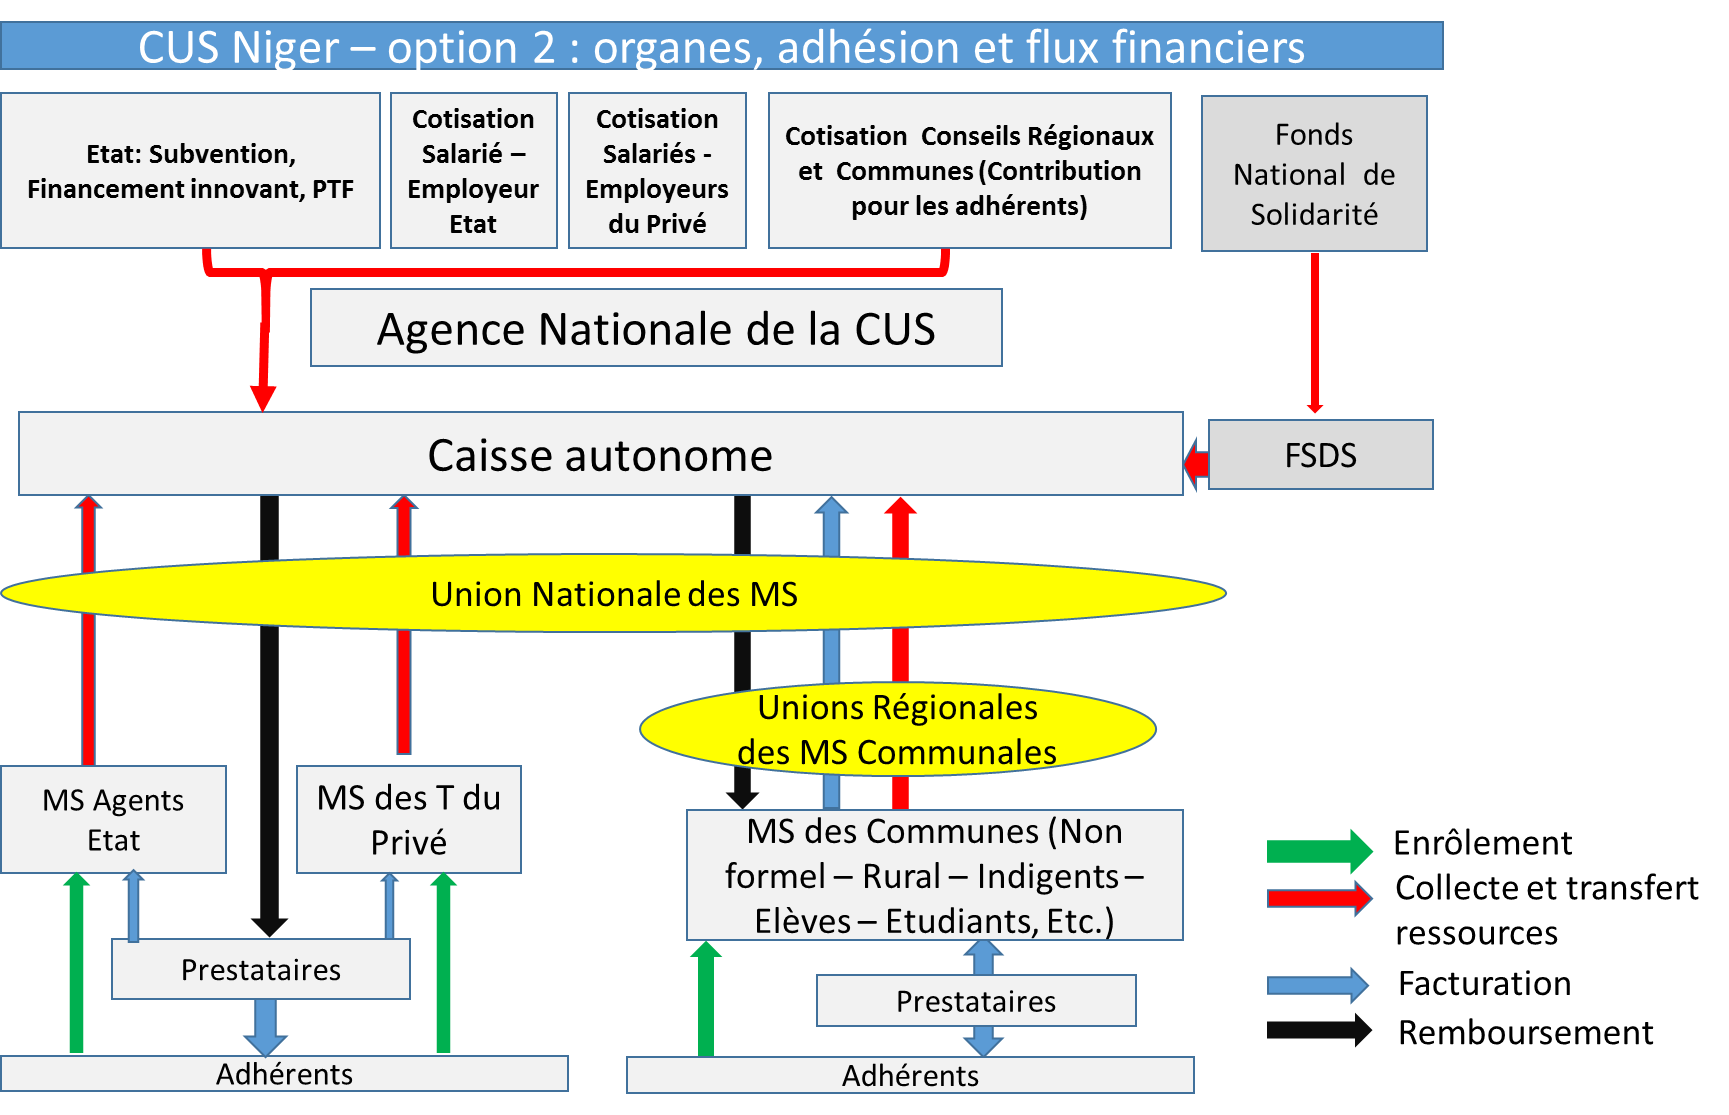 CUS Niger – option 2 : organes, adhésion et flux financiers
Etat: Subvention,
Financement innovant, PTF
Cotisation
Salarié –
Employeur
Etat
Cotisation
Salariés -
Employeurs
du Privé
Cotisation Conseils Régionaux
et Communes (Contribution
pour les adhérents)
Fonds
National de
Solidarité
Agence Nationale de la CUS
Caisse autonome
FSDS
Union Nationale des MS
Unions Régionales
des MS Communales
MS Agents
Etat
MS des T du
Privé
MS des Communes (Non
formel – Rural – Indigents –
Elèves – Etudiants, Etc.)
Prestataires
Prestataires
Adhérents
Adhérents
Enrôlement
Collecte et transfert
ressources
Facturation
Remboursement